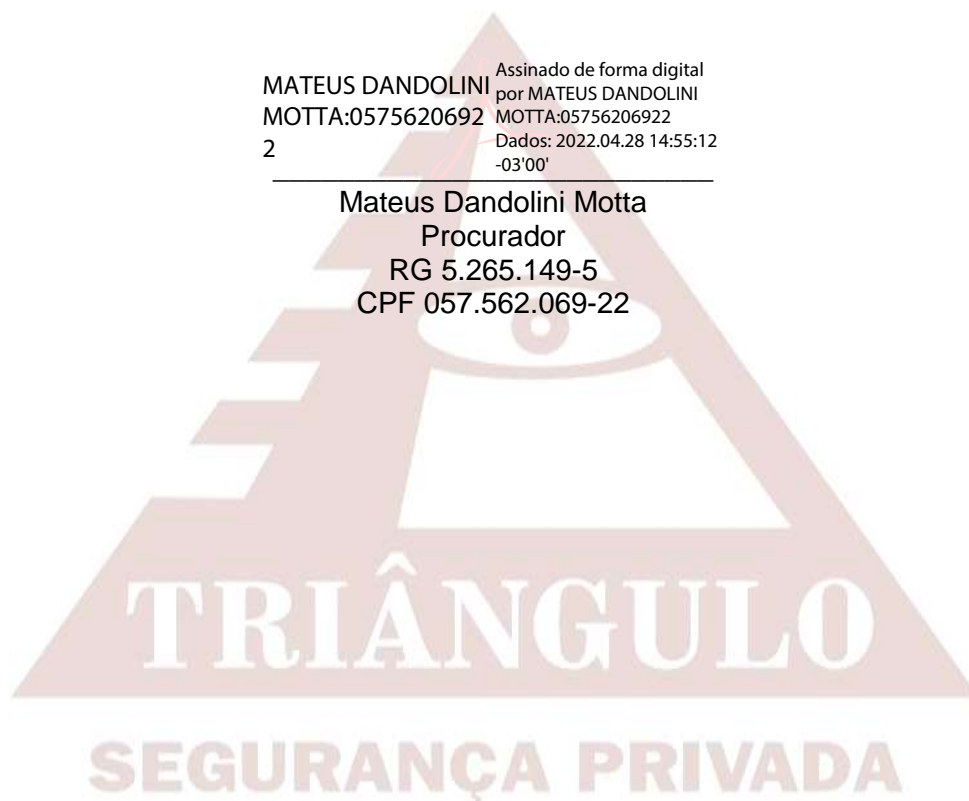 MATEUS DANDOLINI
MOTTA:0575620692
2
Assinado de forma digital
por MATEUS DANDOLINI
MOTTA:05756206922
Dados: 2022.04.28 14:55:12
-03'00'
Mateus Dandolini Motta
Procurador
RG 5.265.149-5
CPF 057.562.069-22
TRIÂNGULO
SEGURANÇA PRIVADA